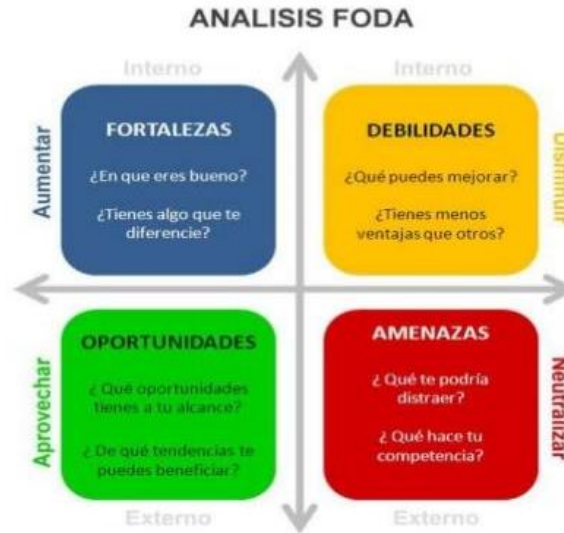 ANALISIS FODA
Interno
Interno
Aumentar
FORTALEZAS
¿En que eres bueno?
¿Tienes algo que te
diferencie?
DEBILIDADES
¿Qué puedes mejorar?
¿Tienes menos
ventajas que otros?
Disminuir
Aprovechar
OPORTUNIDADES
¿ Qué oportunidades
tienes a tu alcance?
¿ De qué tendencias te
puedes beneficiar?
AMENAZAS
¿ Qué te podría
distraer?
¿ Qué hace tu
competencia?
Neutralizar
Externo
Externo